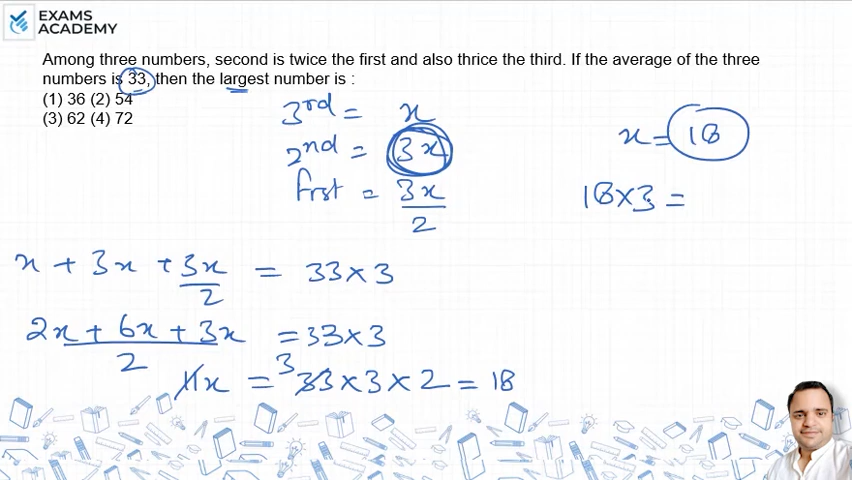 EXAMS
ACADEMY
Among three numbers, second is twice the first and also thrice the third. If the average of the three
numbers is 33, then the largest number is :
(1) 36 (2) 54
(3) 62 (4) 72
3rd = x
2nd = 3x
first = 3x/2
x = 18
18×3 =
x + 3x + 3x/2 = 33×3
2x + 6x + 3x / 2 = 33×3
11x = 3 33×3×2 = 18